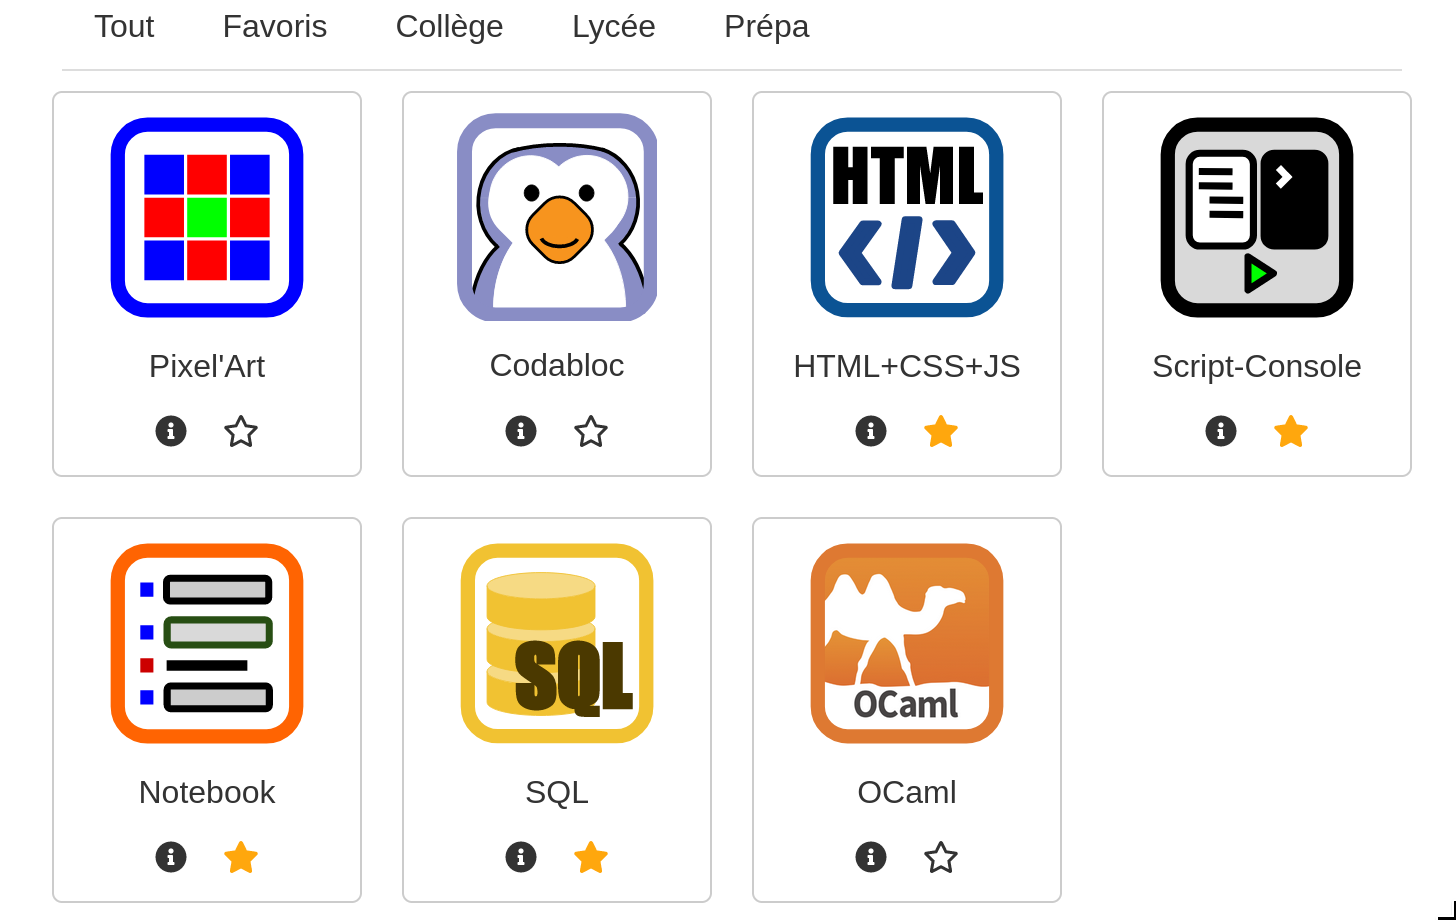 Tout Favoris Collège Lycée Prépa
HTML
</>
Pixel'Art Codabloc HTML+CSS+JS Script-Console
SQL
OCaml
Notebook SQL OCaml